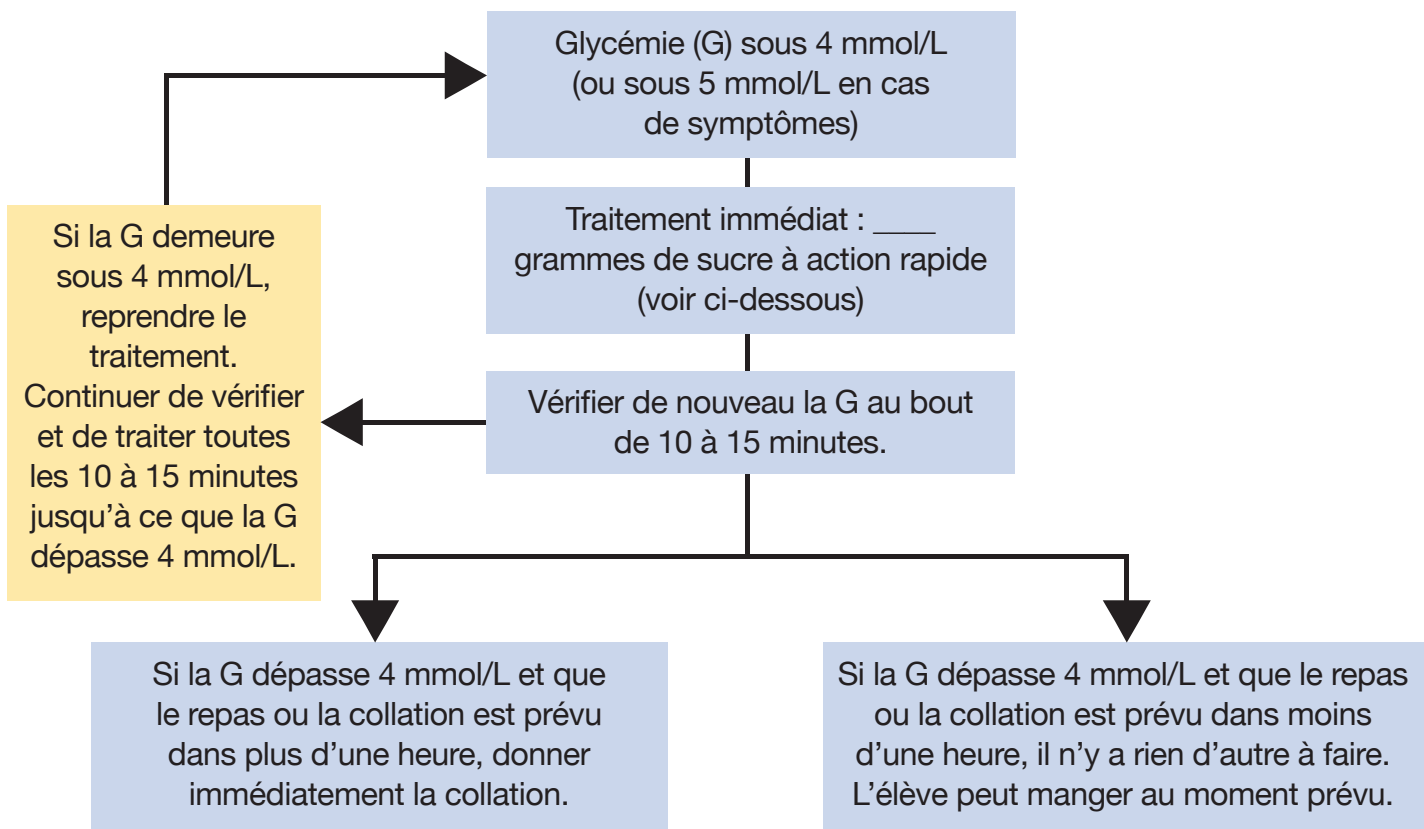 Glycémie (G) sous 4 mmol/L
(ou sous 5 mmol/L en cas
de symptômes)
Traitement immédiat : ____
grammes de sucre à action rapide
(voir ci-dessous)
Vérifier de nouveau la G au bout
de 10 à 15 minutes.
Si la G demeure
sous 4 mmol/L,
reprendre le
traitement.
Continuer de vérifier
et de traiter toutes
les 10 à 15 minutes
jusqu’à ce que la G
dépasse 4 mmol/L.
Si la G dépasse 4 mmol/L et que
le repas ou la collation est prévu
dans plus d’une heure, donner
immédiatement la collation.
Si la G dépasse 4 mmol/L et que le repas
ou la collation est prévu dans moins
d’une heure, il n’y a rien d’autre à faire.
L’élève peut manger au moment prévu.